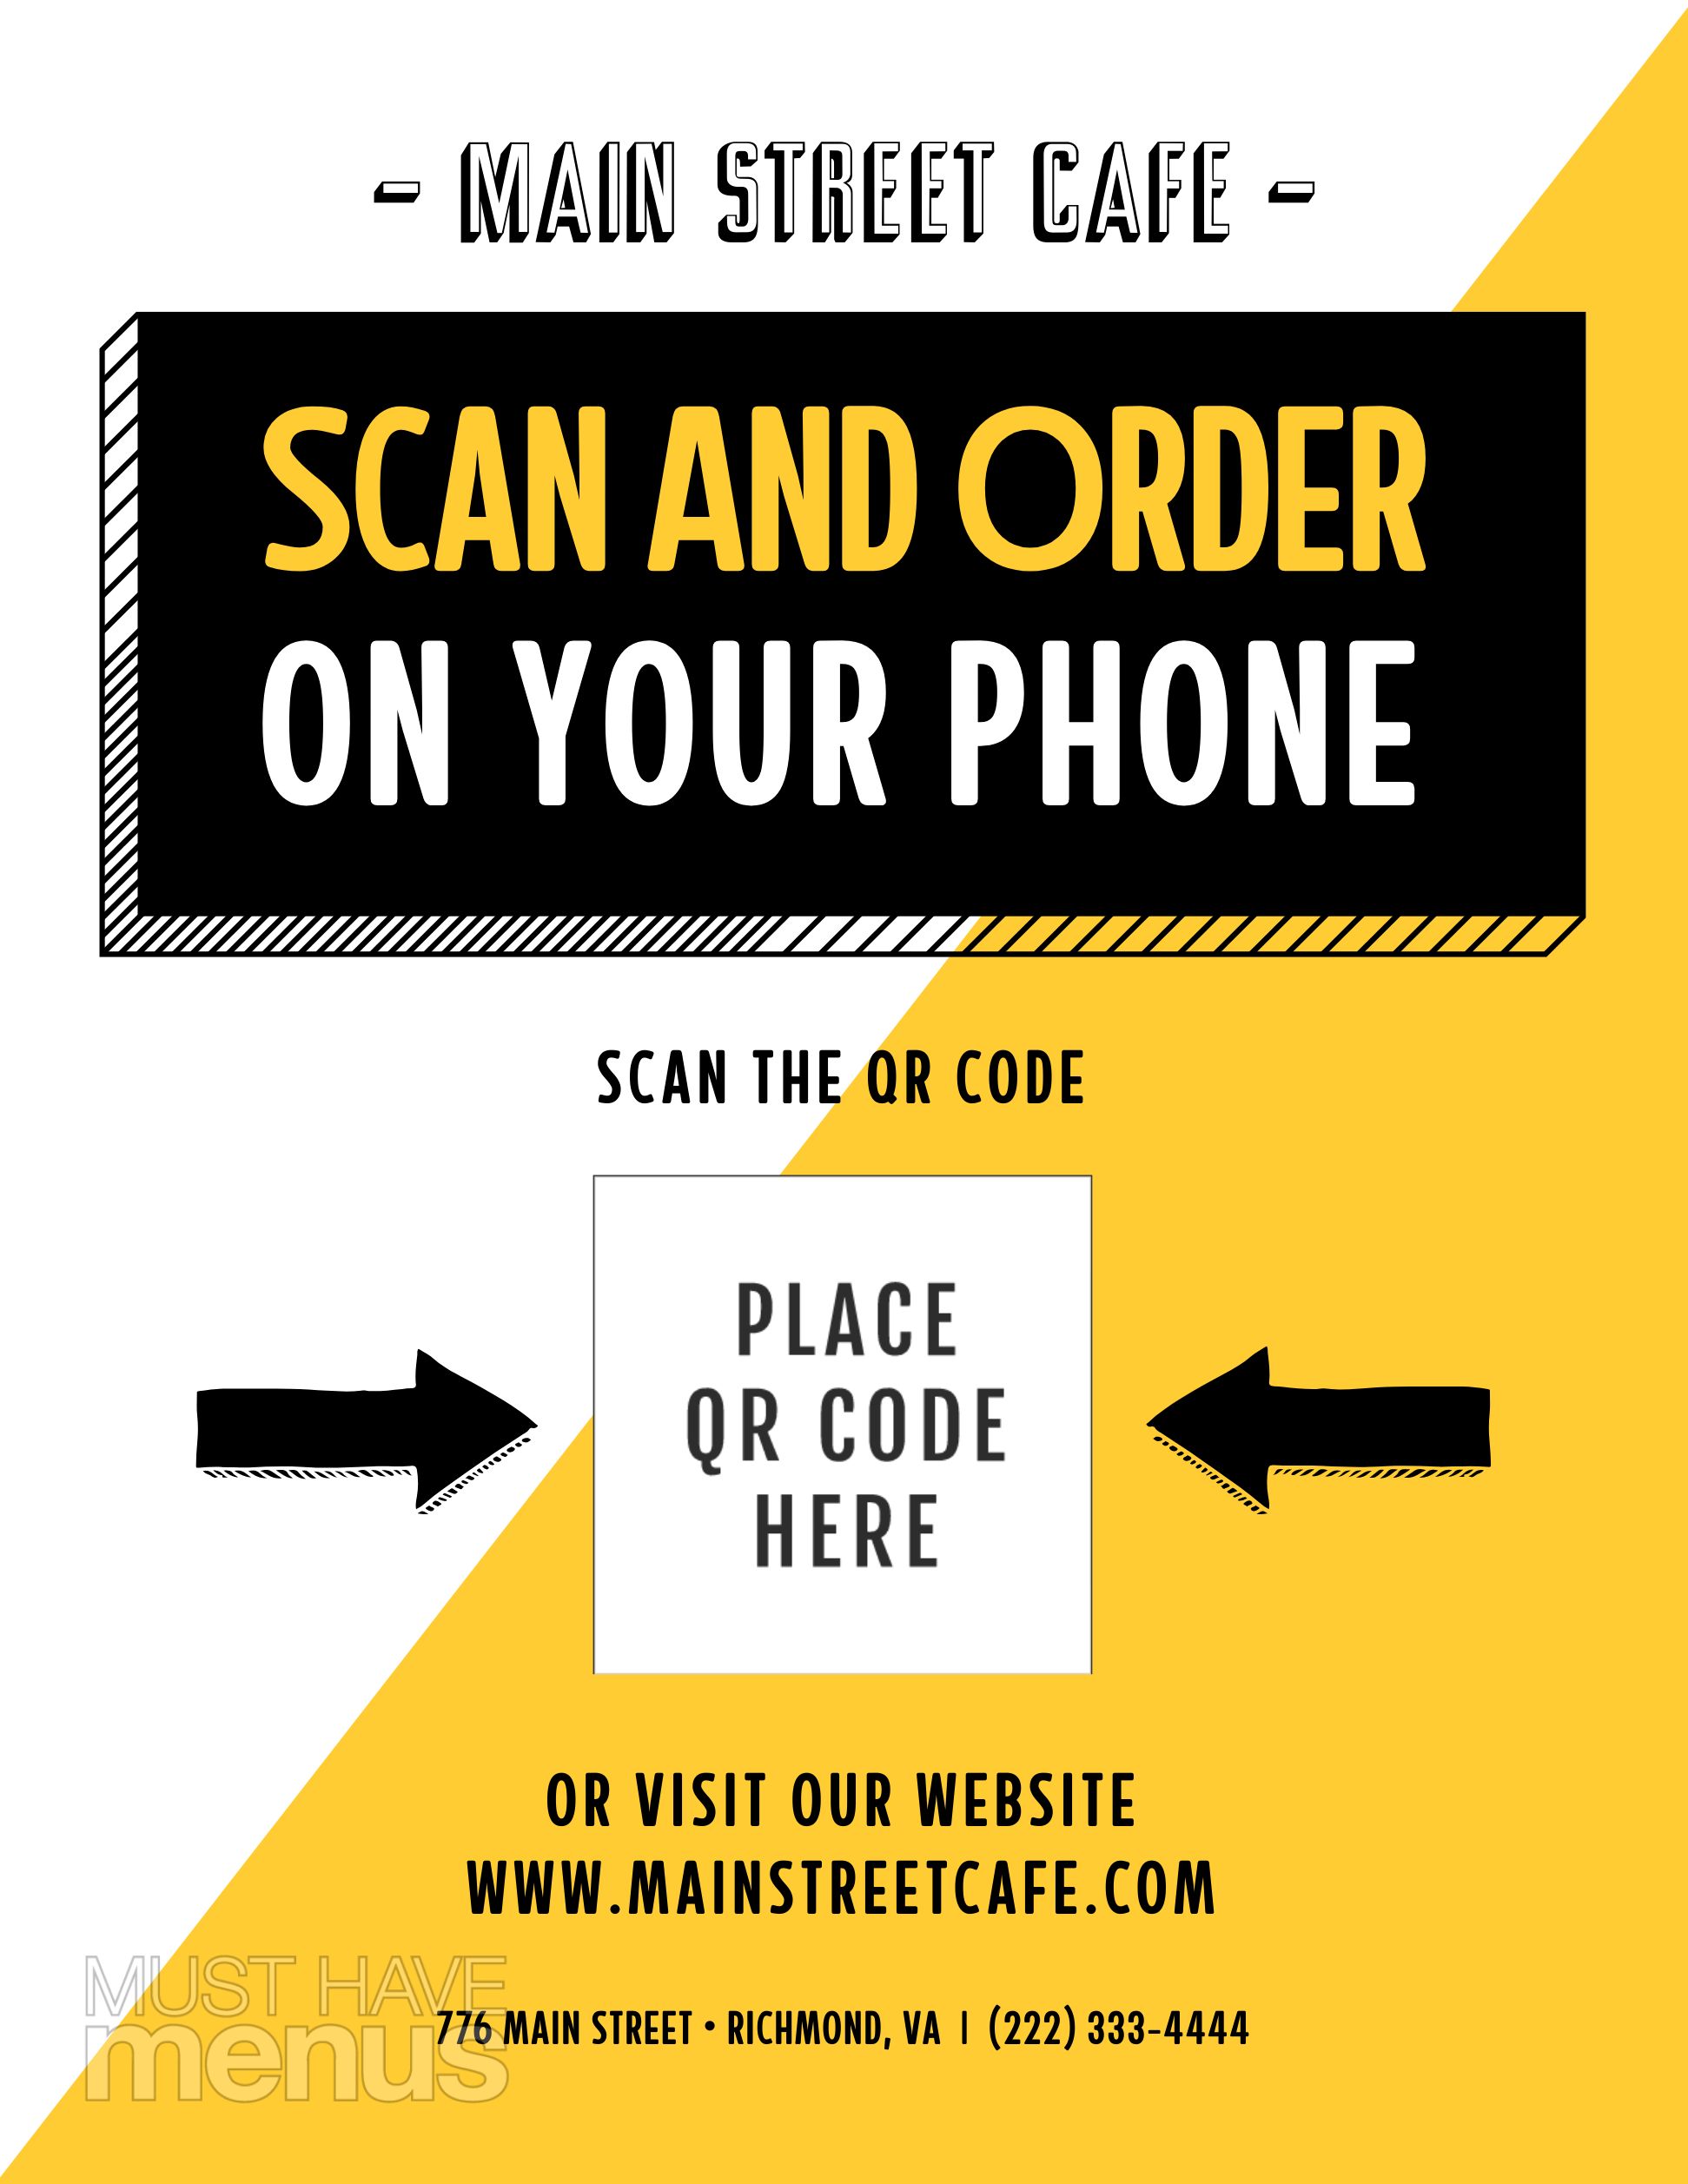 - MAIN STREET CAFE -
SCAN AND ORDER
ON YOUR PHONE
SCAN THE QR CODE
PLACE
QR CODE
HERE
OR VISIT OUR WEBSITE
WWW.MAINSTREETCAFE.COM
MUST HAVE
menus
776 MAIN STREET • RICHMOND, VA | (222) 333-4444